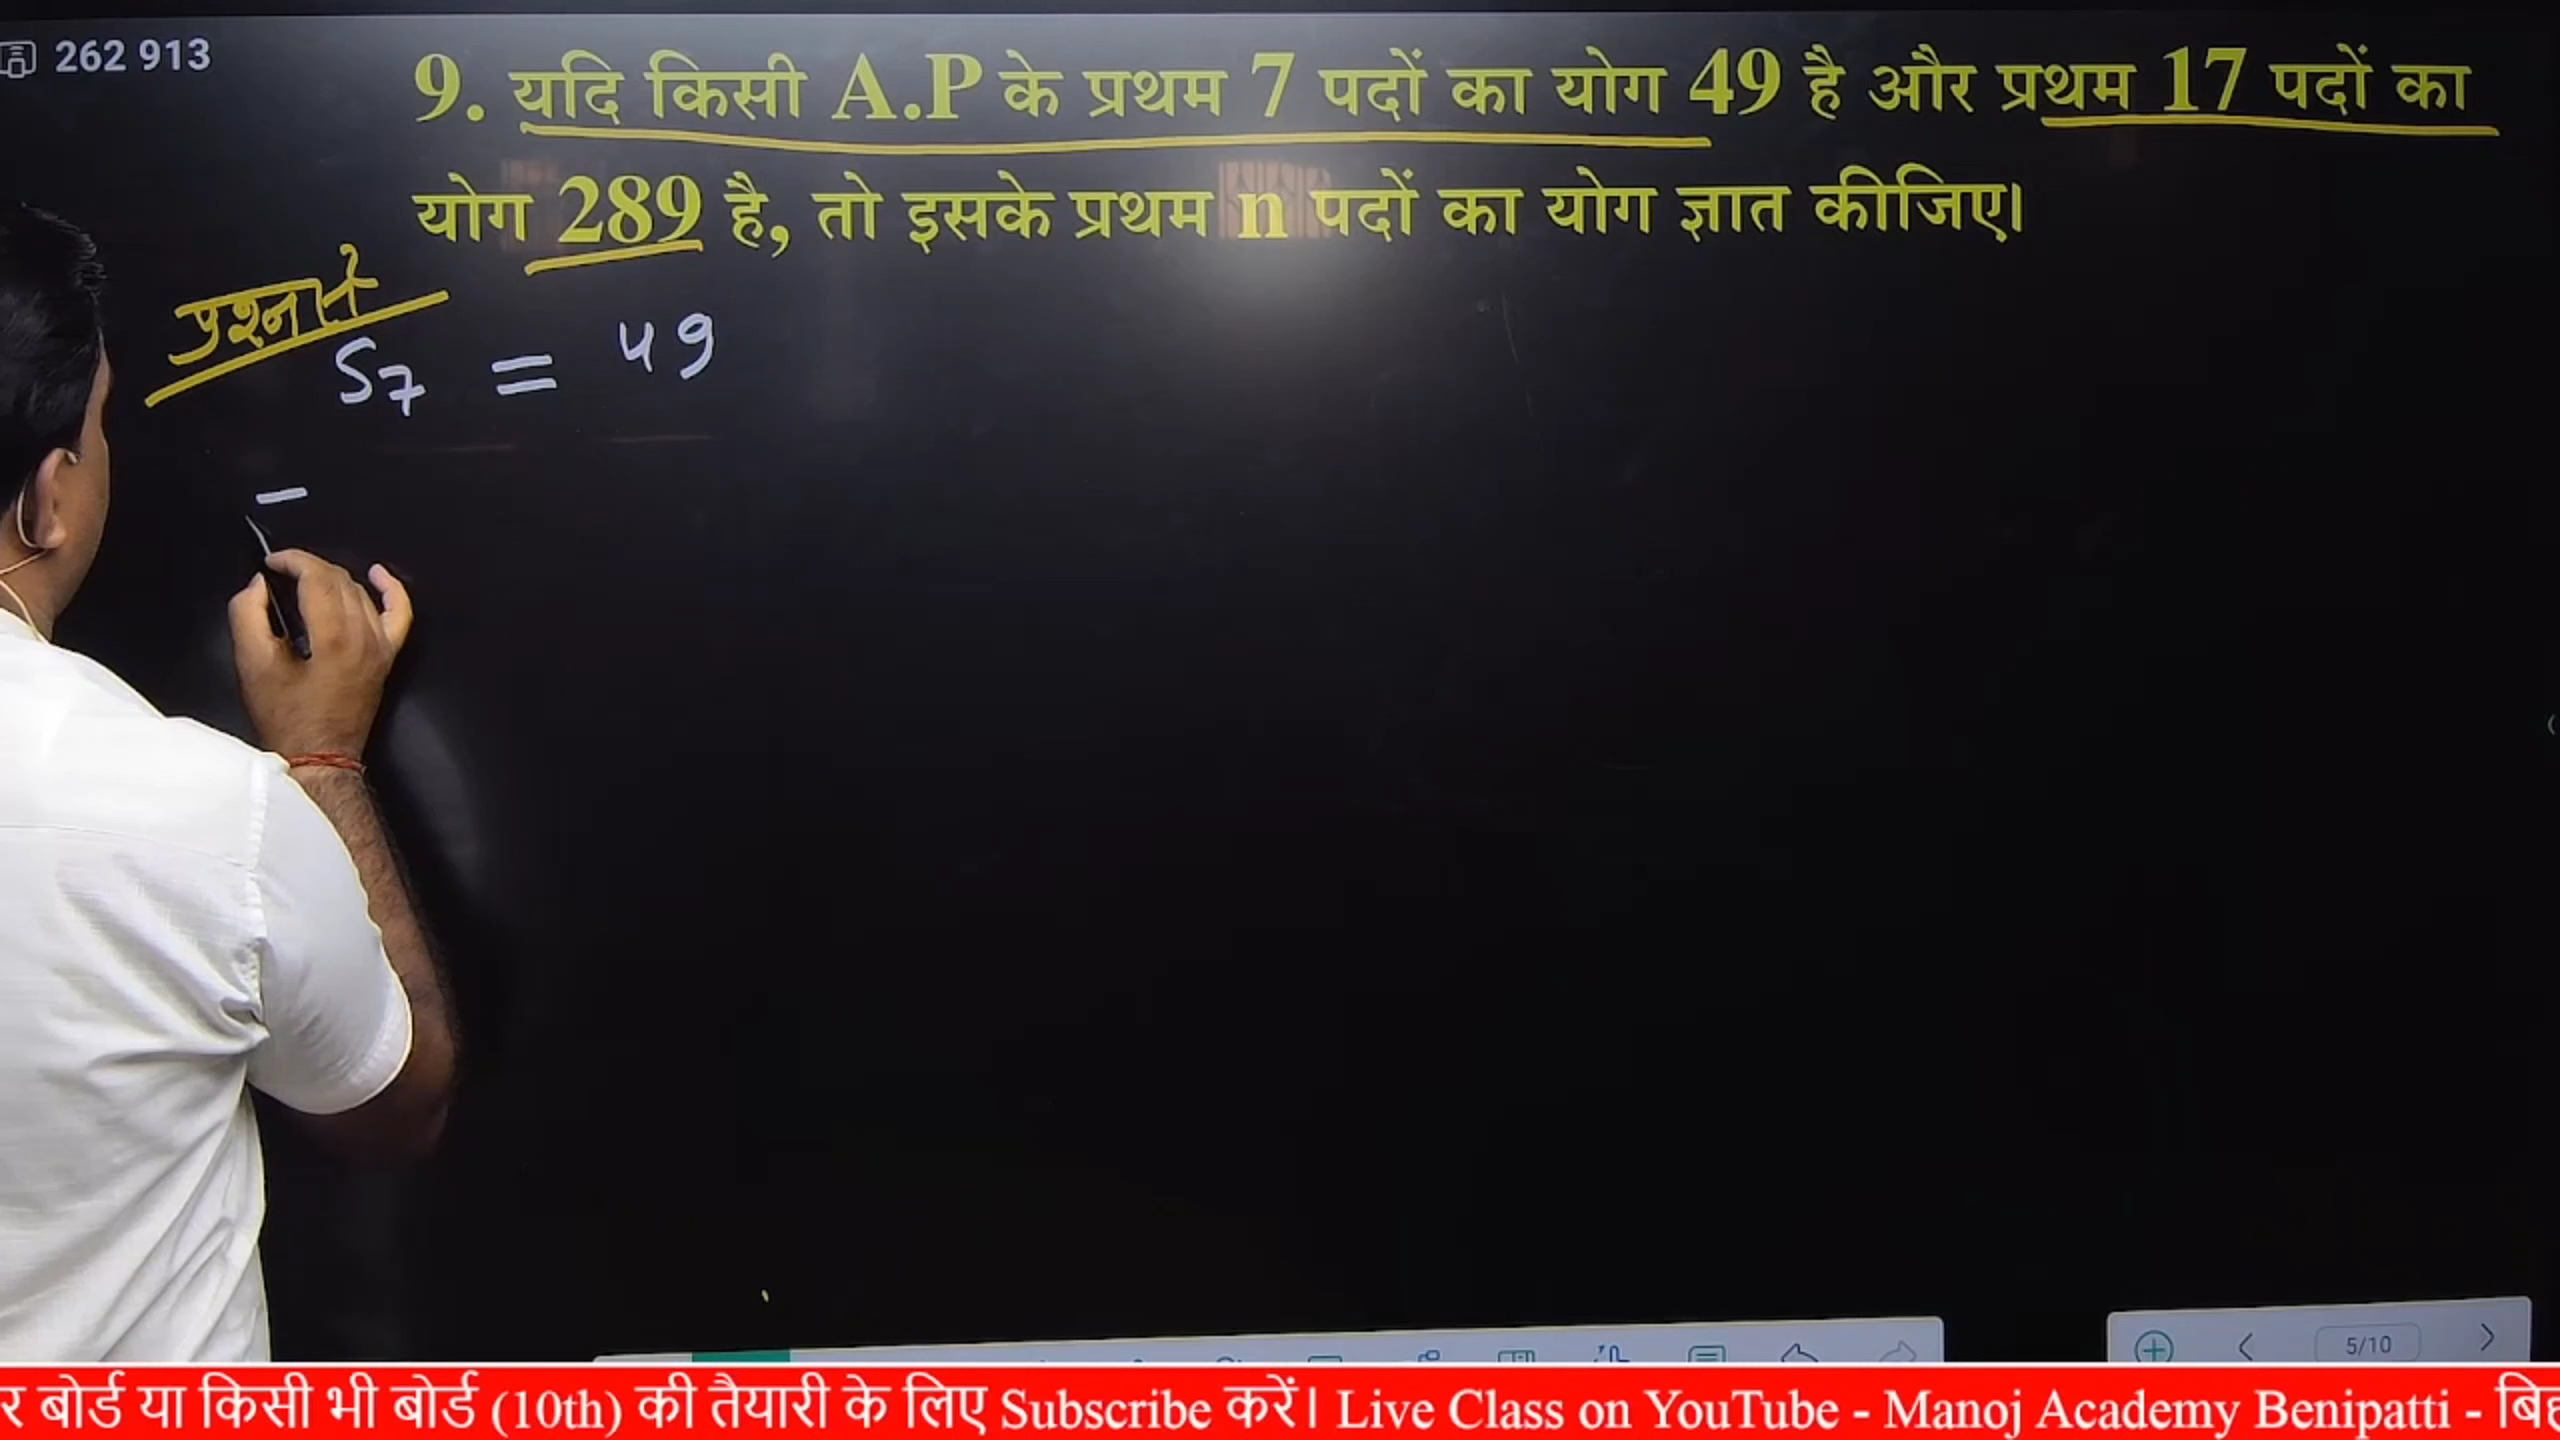 262 913
9. यदि किसी A.P के प्रथम 7 पदों का योग 49 है और प्रथम 17 पदों का
योग 289 है, तो इसके प्रथम n पदों का योग ज्ञात कीजिए।
प्रश्न से
S7 = 49
5/10
र बोर्ड या किसी भी बोर्ड (10th) की तैयारी के लिए Subscribe करें। Live Class on YouTube - Manoj Academy Benipatti -